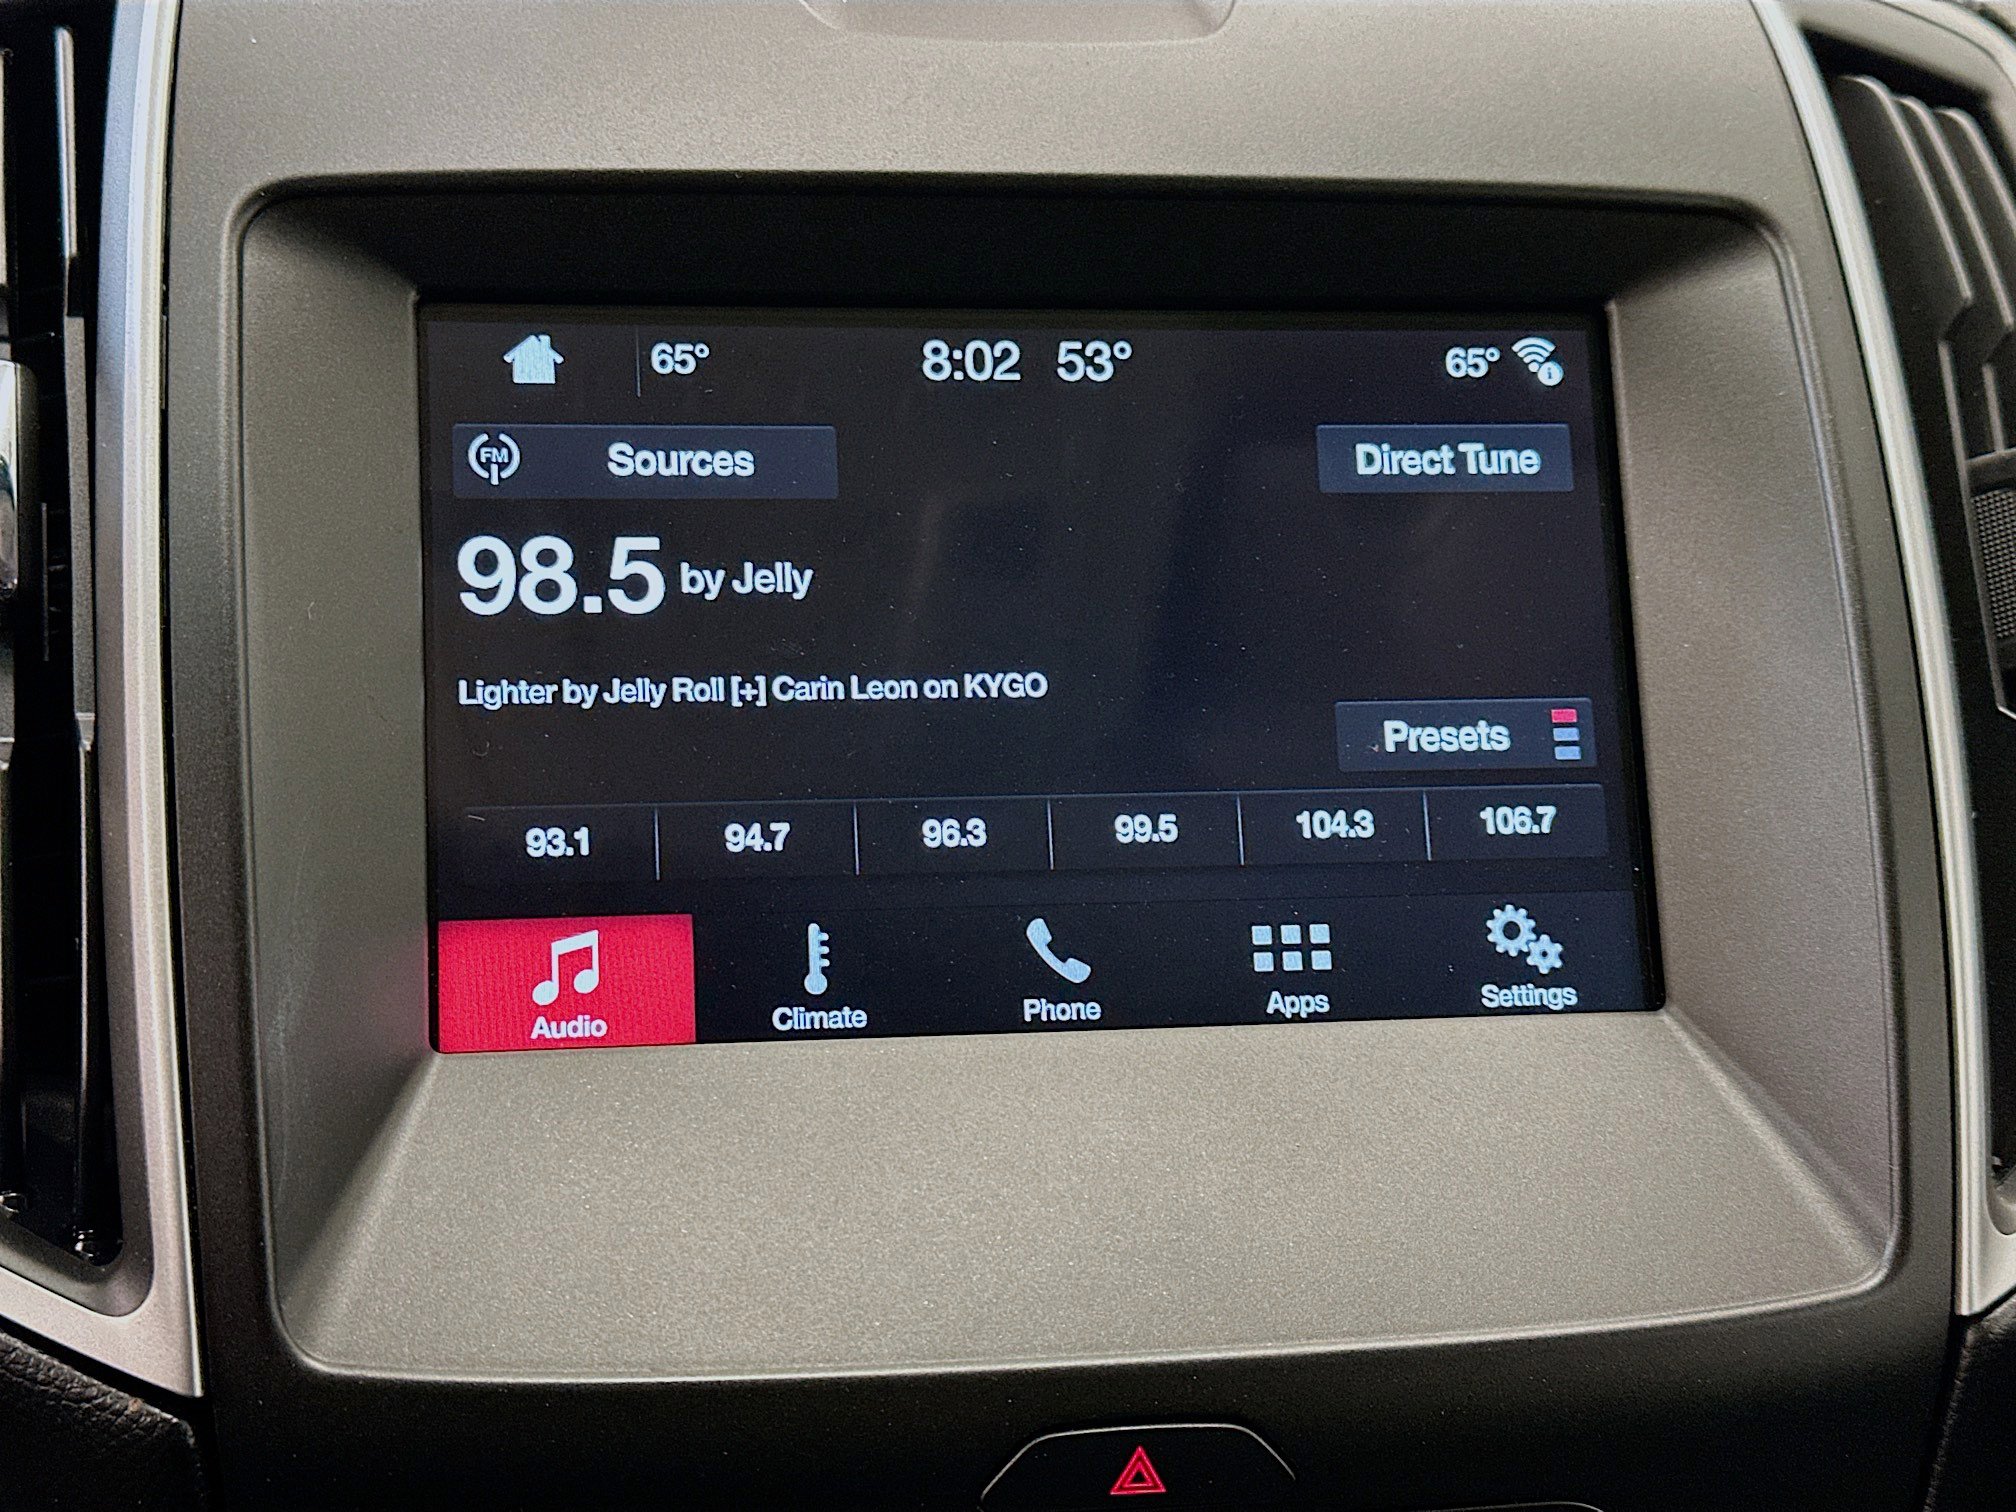 65° 8:02 53° 65°
FM Sources Direct Tune
98.5 by Jelly
Lighter by Jelly Roll [+] Carin Leon on KYGO
Presets
93.1 94.7 96.3 99.5 104.3 106.7
Audio Climate Phone Apps Settings